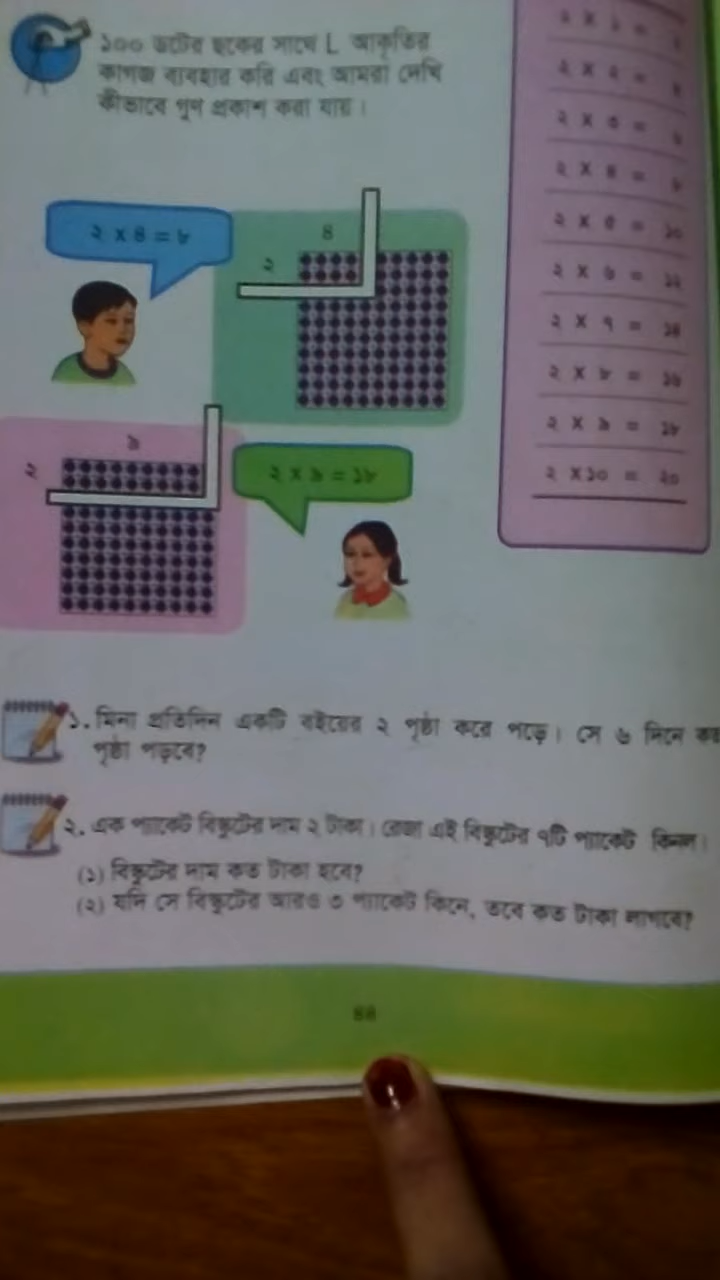 ১০০ ডটের ছকের সাথে L আকৃতির
কাগজ ব্যবহার করি এবং আমরা দেখি
কীভাবে গুণ প্রকাশ করা যায়।
২ X ৪ = ৮
৪
২
৯
২
২ X ৯ = ১৮
২ X ১ =
২ X ২ = ৪
২ X ৩ = ৬
২ X ৪ = ৮
২ X ৫ = ১০
২ X ৬ = ১২
২ X ৭ = ১৪
২ X ৮ = ১৬
২ X ৯ = ১৮
২ X ১০ = ২০
১. মিনা প্রতিদিন একটি বইয়ের ২ পৃষ্ঠা করে পড়ে। সে ৬ দিনে কত
পৃষ্ঠা পড়বে?
২. এক প্যাকেট বিস্কুটের দাম ২ টাকা। রেজা এই বিস্কুটের ৭টি প্যাকেট কিনল।
(১) বিস্কুটের দাম কত টাকা হবে?
(২) যদি সে বিস্কুটের আরও ৩ প্যাকেট কিনে, তবে কত টাকা লাগবে?
৪৪